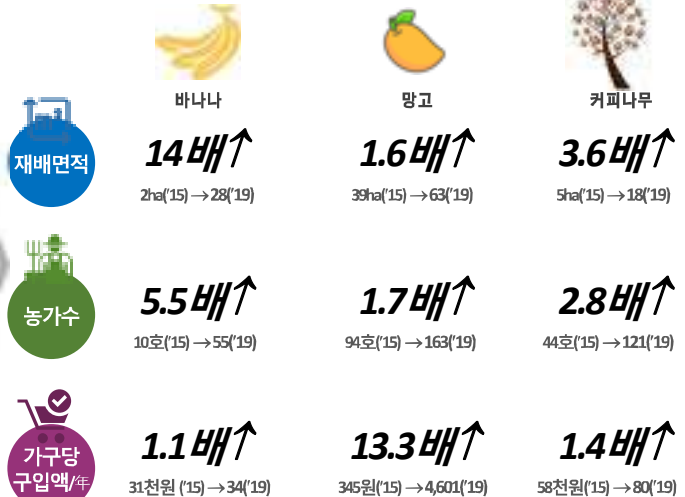 바나나 망고 커피나무
재배면적
14배↑ 1.6배↑ 3.6배↑
2ha('15) → 28('19) 39ha('15) → 63('19) 5ha('15) → 18('19)
농가수
5.5배↑ 1.7배↑ 2.8배↑
10호('15) → 55('19) 94호('15) → 163('19) 44호('15) → 121('19)
가구당
구입액/年
1.1배↑ 13.3배↑ 1.4배↑
31천원 ('15) → 34('19) 345원('15) → 4,601('19) 58천원('15) → 80('19)